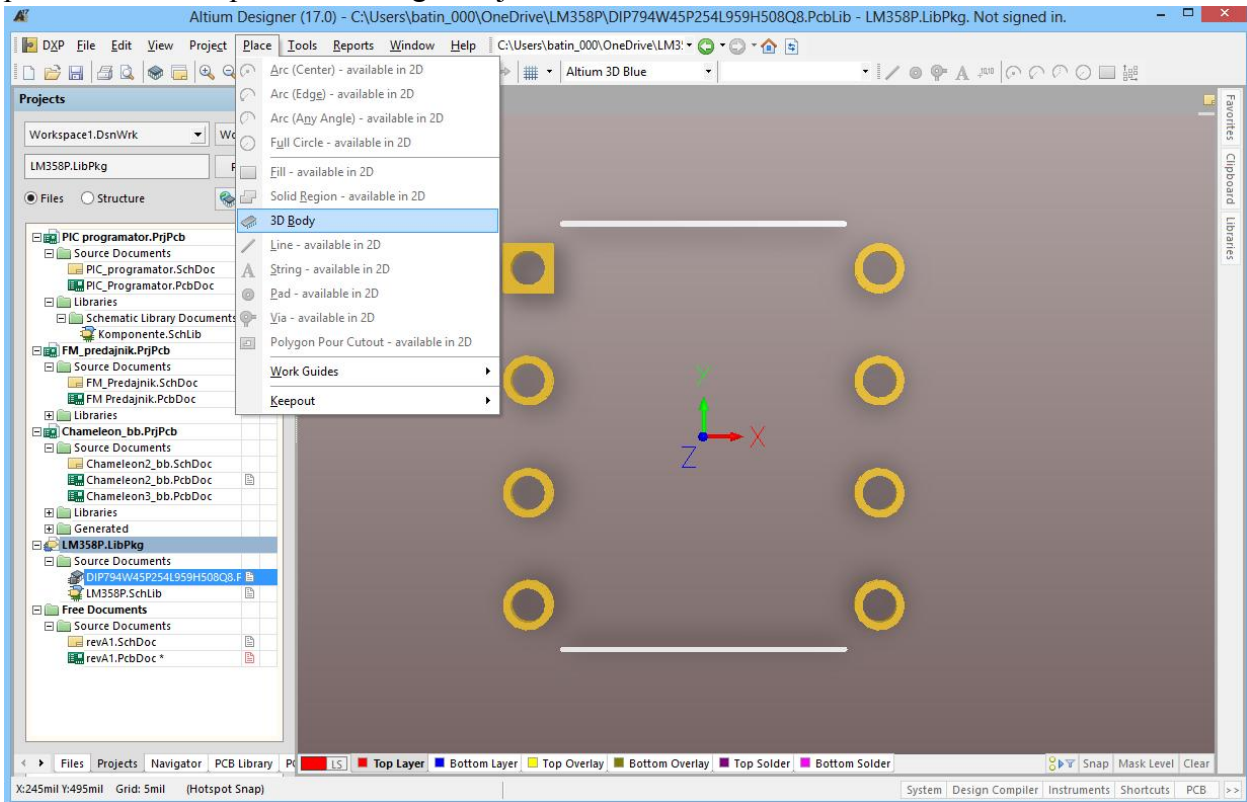 Altium Designer (17.0) - C:\Users\batin_000\OneDrive\LM358P\DIP794W45P254L959H508Q8.PcbLib - LM358P.LibPkg. Not signed in.
DXP File Edit View Project Place Tools Reports Window Help C:\Users\batin_000\OneDrive\LM3!
Altium 3D Blue
Projects
Workspace1.DsnWrk
LM358P.LibPkg
Files Structure
PIC programator.PrjPcb
Source Documents
PIC_programator.SchDoc
PIC_Programator.PcbDoc
Libraries
Schematic Library Documents
Komponente.SchLib
FM_predajnik.PrjPcb
Source Documents
FM_Predajnik.SchDoc
FM Predajnik.PcbDoc
Libraries
Chameleon_bb.PrjPcb
Source Documents
Chameleon2_bb.SchDoc
Chameleon2_bb.PcbDoc
Chameleon3_bb.PcbDoc
Libraries
Generated
LM358P.LibPkg
Source Documents
DIP794W45P254L959H508Q8.F
LM358P.SchLib
Free Documents
Source Documents
revA1.SchDoc
revA1.PcbDoc *
Arc (Center) - available in 2D
Arc (Edge) - available in 2D
Arc (Any Angle) - available in 2D
Full Circle - available in 2D
Fill - available in 2D
Solid Region - available in 2D
3D Body
Line - available in 2D
String - available in 2D
Pad - available in 2D
Via - available in 2D
Polygon Pour Cutout - available in 2D
Work Guides
Keepout
y
X
Z
Favorites
Clipboard
Libraries
Files Projects Navigator PCB Library
LS Top Layer Bottom Layer Top Overlay Bottom Overlay Top Solder Bottom Solder
Snap Mask Level Clear
X:245mil Y:495mil Grid: 5mil (Hotspot Snap)
System Design Compiler Instruments Shortcuts PCB >>